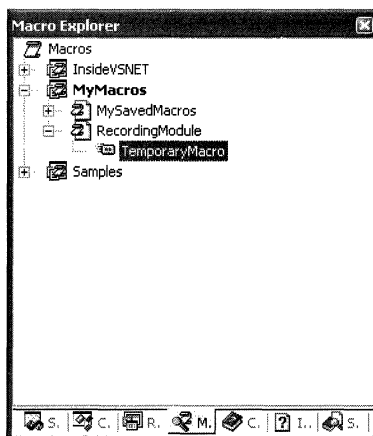 Macro Explorer
Macros
InsideVSNET
MyMacros
MySavedMacros
RecordingModule
TemporaryMacro
Samples
S. C. R. M. C. I.. S.